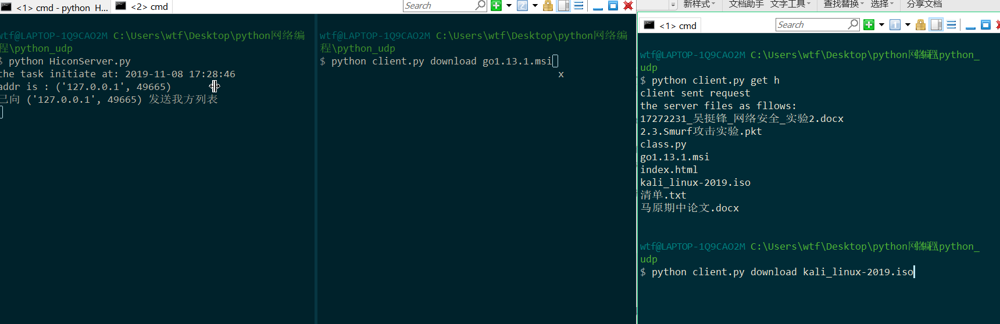 <1> cmd - python  H...
<2> cmd
Search
新样式
文档助手
文字工具
查找替换
选择
分享文档
<1> cmd
Search
wtf@LAPTOP-1Q9CAO2M C:\Users\wtf\Desktop\python网络编
程\python_udp
$ python HiconServer.py
the task initiate at: 2019-11-08 17:28:46
addr is : ('127.0.0.1', 49665)
已向 ('127.0.0.1', 49665) 发送我方列表
wtf@LAPTOP-1Q9CAO2M C:\Users\wtf\Desktop\python网络编
程\python_udp
$ python client.py download go1.13.1.msi
x
wtf@LAPTOP-1Q9CAO2M C:\Users\wtf\Desktop\python网络编程\python_
udp
$ python client.py get h
client sent request
the server files as fllows:
17272231_吴挺锋_网络安全_实验2.docx
2.3.Smurf攻击实验.pkt
class.py
go1.13.1.msi
index.html
kali_linux-2019.iso
清单.txt
马原期中论文.docx
wtf@LAPTOP-1Q9CAO2M C:\Users\wtf\Desktop\python网络编程\python_
udp
$ python client.py download kali_linux-2019.iso